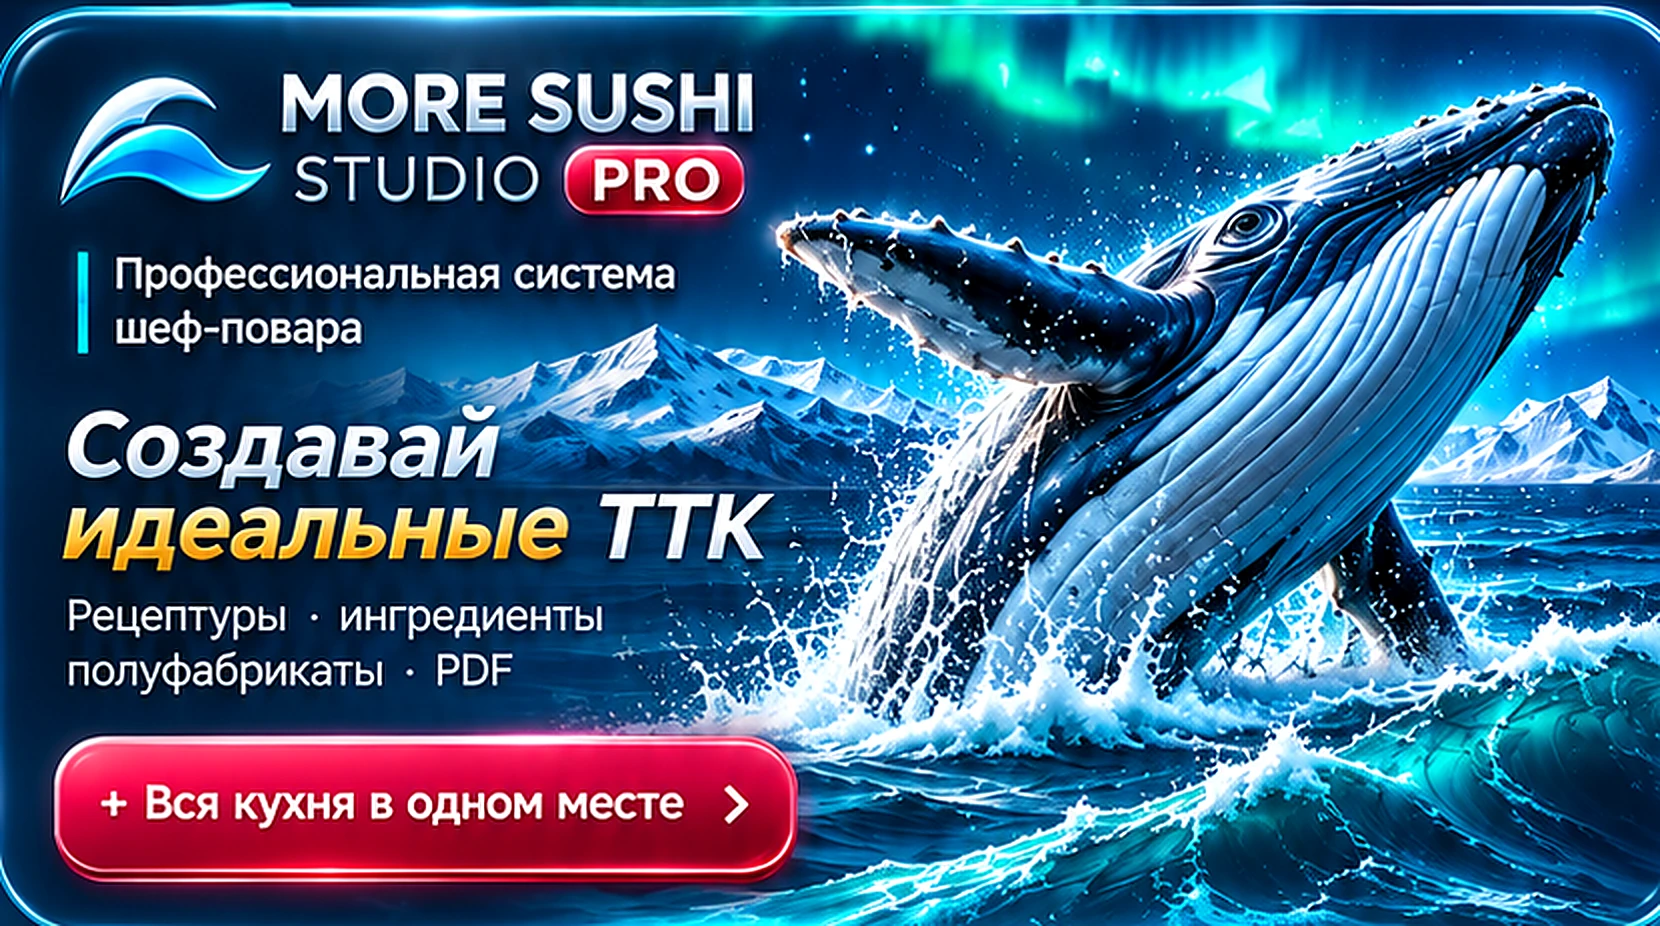 MORE SUSHI
STUDIO PRO
Профессиональная система
шеф-повара
Создавай
идеальные ТТК
Рецептуры · ингредиенты
полуфабрикаты · PDF
+ Вся кухня в одном месте >